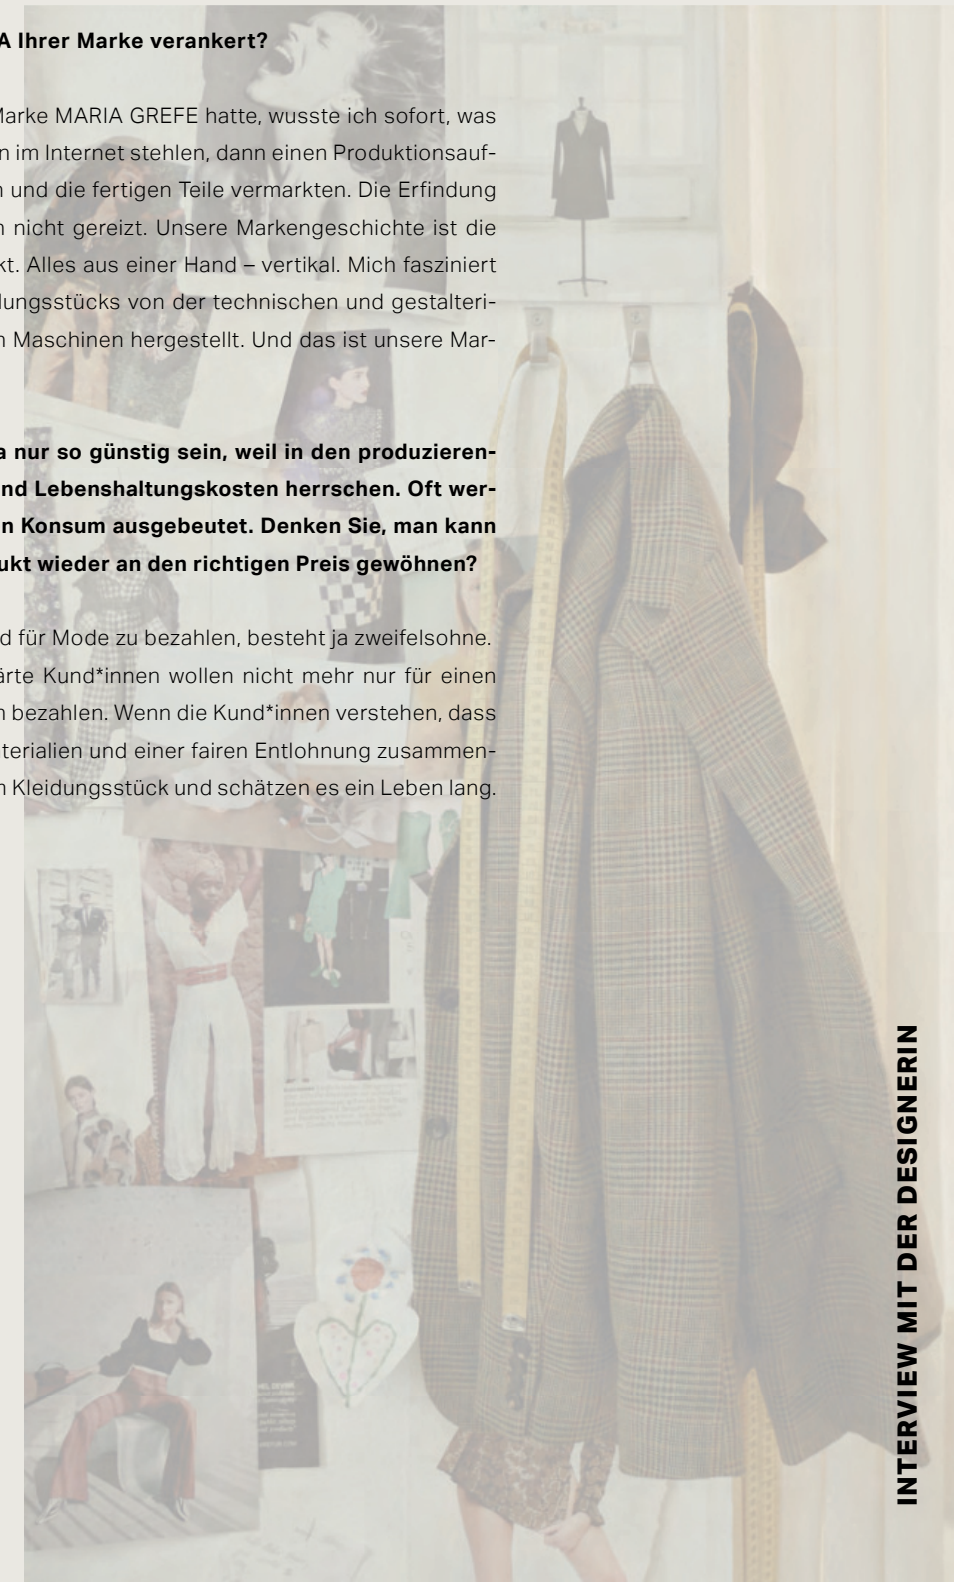 A Ihrer Marke verankert?
Marke MARIA GREFE hatte, wusste ich sofort, was
n im Internet stehlen, dann einen Produktionsauf-
n und die fertigen Teile vermarkten. Die Erfindung
n nicht gereizt. Unsere Markengeschichte ist die
kt. Alles aus einer Hand – vertikal. Mich fasziniert
dungsstücks von der technischen und gestalteri-
n Maschinen hergestellt. Und das ist unsere Mar-
a nur so günstig sein, weil in den produzieren-
nd Lebenshaltungskosten herrschen. Oft wer-
n Konsum ausgebeutet. Denken Sie, man kann
ukt wieder an den richtigen Preis gewöhnen?
d für Mode zu bezahlen, besteht ja zweifelsohne.
ärte Kund*innen wollen nicht mehr nur für einen
n bezahlen. Wenn die Kund*innen verstehen, dass
aterialien und einer fairen Entlohnung zusammen-
n Kleidungsstück und schätzen es ein Leben lang.
INTERVIEW MIT DER DESIGNERIN